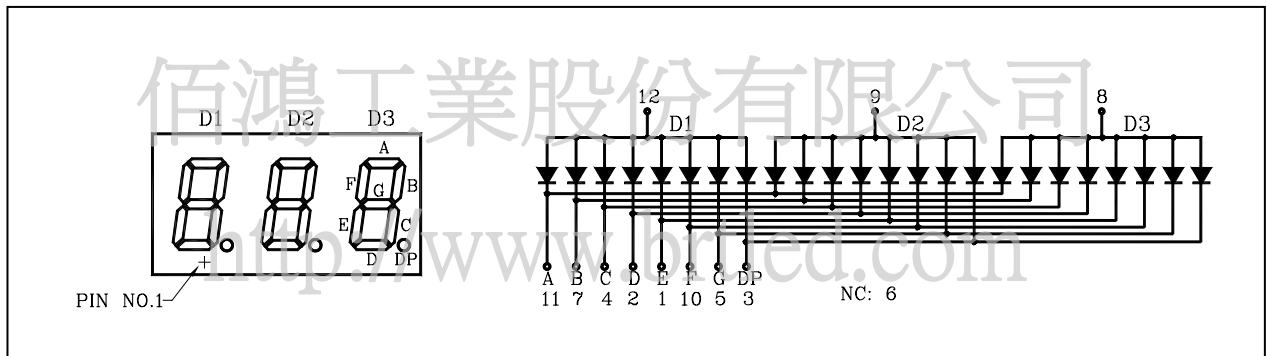 佰鴻工業股份有限公司
http://www.brtled.com
D1 D2 D3
A
F G B
E C
D DP
PIN NO.1
+
12 9 8
D1 D2 D3
A B C D E F G DP
11 7 4 2 1 10 5 3
NC: 6